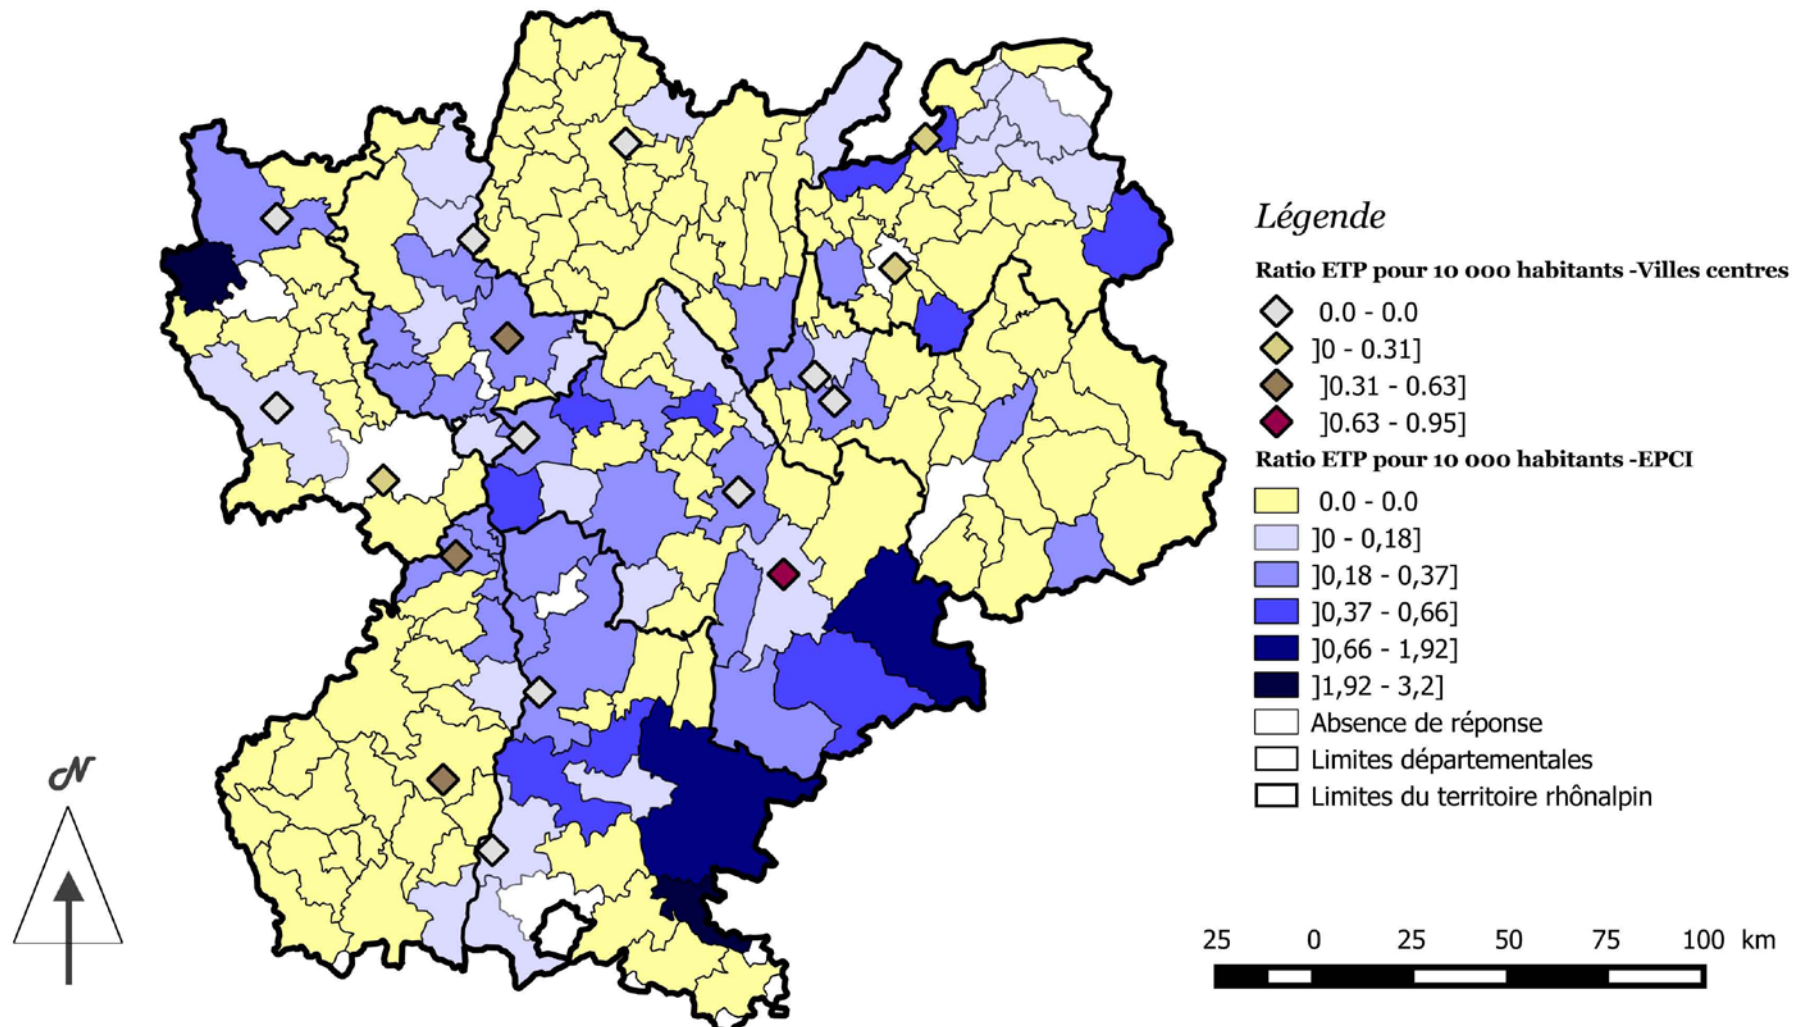 Légende
Ratio ETP pour 10 000 habitants -Villes centres
0.0 - 0.0
]0 - 0.31]
]0.31 - 0.63]
]0.63 - 0.95]
Ratio ETP pour 10 000 habitants -EPCI
0.0 - 0.0
]0 - 0,18]
]0,18 - 0,37]
]0,37 - 0,66]
]0,66 - 1,92]
]1,92 - 3,2]
Absence de réponse
Limites départementales
Limites du territoire rhônalpin
N
25 0 25 50 75 100 km